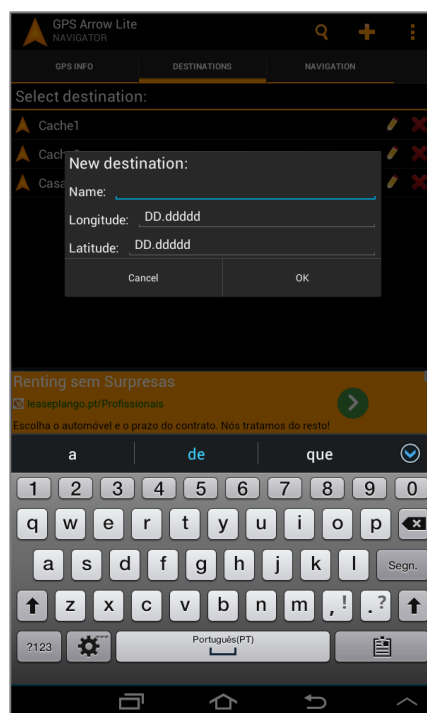 GPS Arrow Lite
NAVIGATOR
GPS INFO DESTINATIONS NAVIGATION
Select destination:
Cache1
New destination:
Name:
Longitude: DD.ddddd
Latitude: DD.ddddd
Cancel OK
Renting sem Surpresas
leaseplango.pt/Profissionais
Escolha o automóvel e o prazo do contrato. Nós tratamos do resto!
a de que
1 2 3 4 5 6 7 8 9 0
q w e r t y u i o p
a s d f g h j k l Segn.
z x c v b n m , ! . ?
?123 Português(PT)